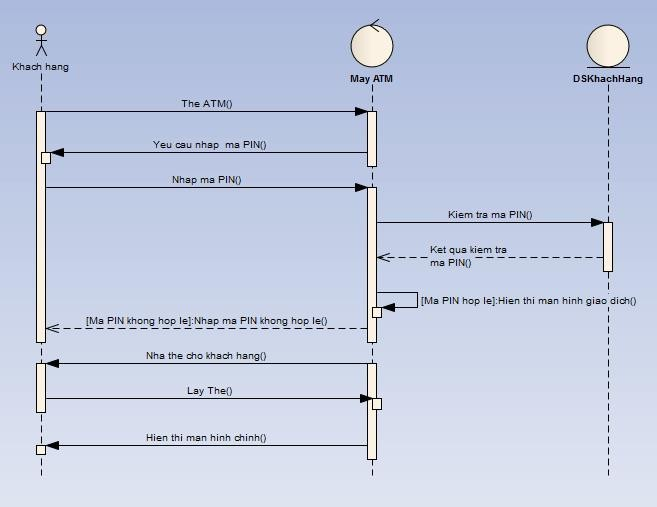 Khach hang
May ATM
DSKhachHang
The ATM()
Yeu cau nhap  ma PIN()
Nhap ma PIN()
Kiem tra ma PIN()
Ket qua kiem tra
ma PIN()
[Ma PIN hop le]:Hien thi man hinh giao dich()
[Ma PIN khong hop le]:Nhap ma PIN khong hop le()
Nha the cho khach hang()
Lay The()
Hien thi man hinh chinh()